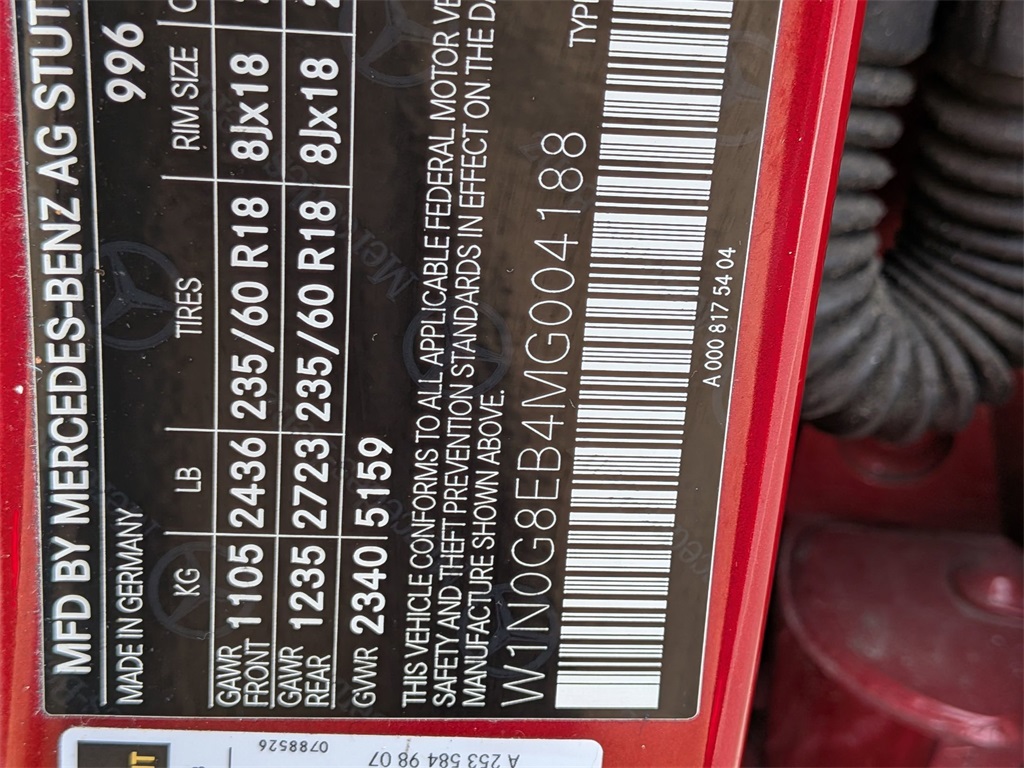 MFD BY MERCEDES-BENZ AG STUT
996
MADE IN GERMANY
KG LB TIRES RIM SIZE
GAWR FRONT 1105 2436 235/60 R18 8Jx18
GAWR REAR 1235 2723 235/60 R18 8Jx18
GVWR 2340 5159
THIS VEHICLE CONFORMS TO ALL APPLICABLE FEDERAL MOTOR VE
SAFETY AND THEFT PREVENTION STANDARDS IN EFFECT ON THE DA
MANUFACTURE SHOWN ABOVE.
W1N0G8EB4MG004188
TYPE
A 000 817 54 04
0788526
A 253 584 98 07